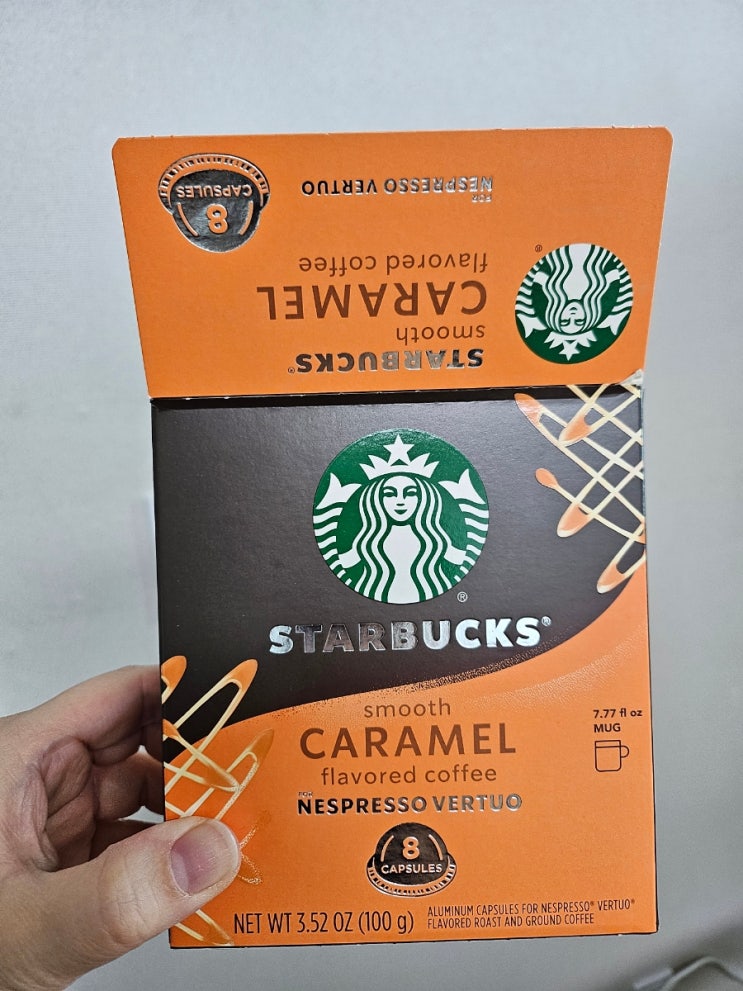 8
CAPSULES
FOR
NESPRESSO VERTUO
STARBUCKS®
smooth
CARAMEL
flavored coffee
®
®
STARBUCKS®
smooth
CARAMEL
flavored coffee
FOR
NESPRESSO VERTUO
7.77 fl oz
MUG
8
CAPSULES
NET WT 3.52 OZ (100 g)
ALUMINUM CAPSULES FOR NESPRESSO® VERTUO®
FLAVORED ROAST AND GROUND COFFEE